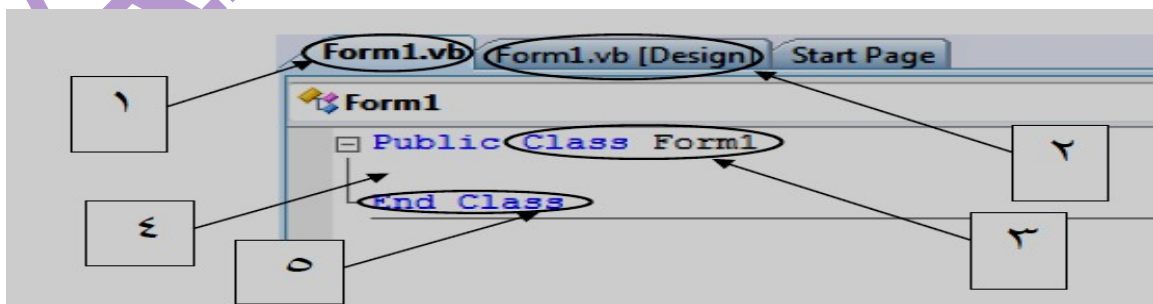 Form1.vb Form1.vb [Design] Start Page
١
Form1
Public Class Form1
٢
End Class
٤
٣
٥